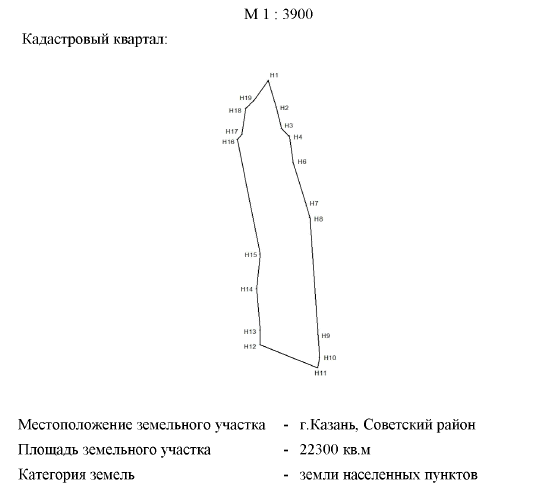 М 1 : 3900
Кадастровый квартал:
Н1
Н19
Н18
Н2
Н3
Н4
Н17
Н16
Н6
Н7
Н8
Н15
Н14
Н13
Н9
Н12
Н10
Н11
Местоположение земельного участка - г.Казань, Советский район
Площадь земельного участка - 22300 кв.м
Категория земель - земли населенных пунктов